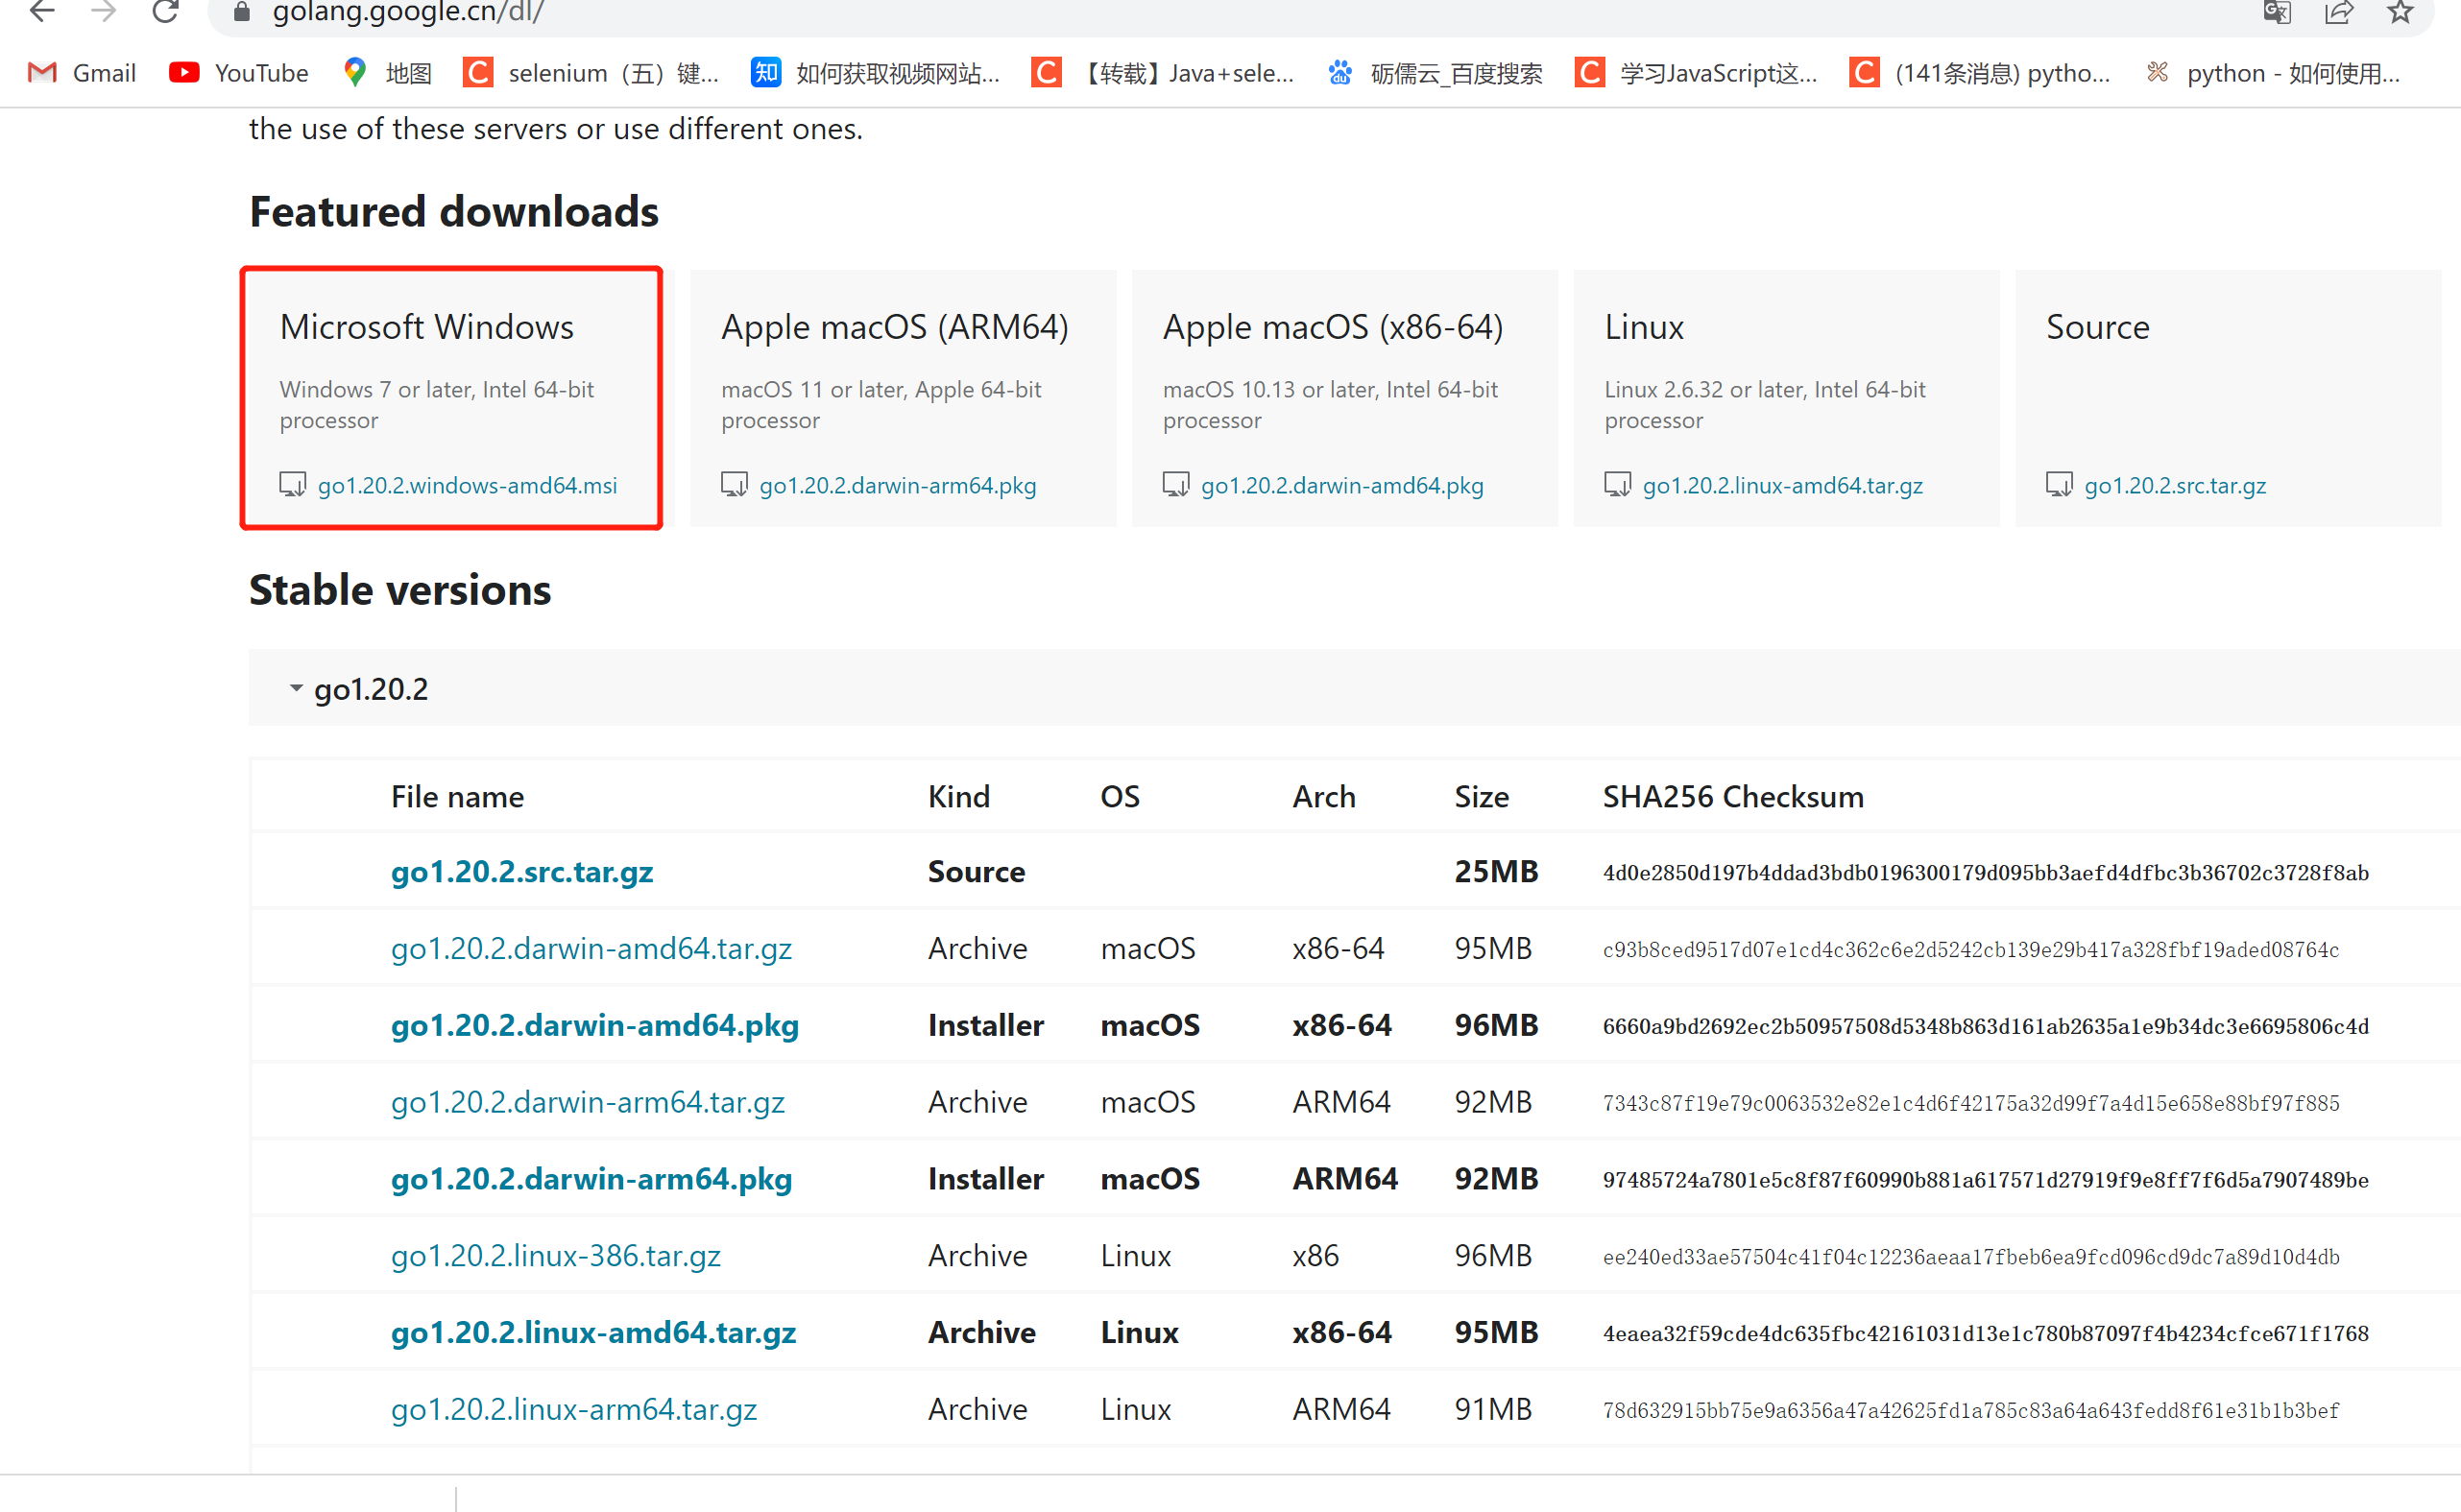 golang.google.cn/dl/
Gmail YouTube 地图 selenium（五）键... 知 如何获取视频网站... 【转载】Java+sele... 砺儒云_百度搜索 学习JavaScript这... (141条消息) pytho... python - 如何使用...
the use of these servers or use different ones.
Featured downloads
Microsoft Windows
Windows 7 or later, Intel 64-bit
processor
go1.20.2.windows-amd64.msi
Apple macOS (ARM64)
macOS 11 or later, Apple 64-bit
processor
go1.20.2.darwin-arm64.pkg
Apple macOS (x86-64)
macOS 10.13 or later, Intel 64-bit
processor
go1.20.2.darwin-amd64.pkg
Linux
Linux 2.6.32 or later, Intel 64-bit
processor
go1.20.2.linux-amd64.tar.gz
Source
go1.20.2.src.tar.gz
Stable versions
go1.20.2
File name Kind OS Arch Size SHA256 Checksum
go1.20.2.src.tar.gz Source 25MB 4d0e2850d197b4ddad3bdb0196300179d095bb3aefd4dfbc3b36702c3728f8ab
go1.20.2.darwin-amd64.tar.gz Archive macOS x86-64 95MB c93b8ced9517d07e1cd4c362c6e2d5242cb139e29b417a328fbf19aded08764c
go1.20.2.darwin-amd64.pkg Installer macOS x86-64 96MB 6660a9bd2692ec2b50957508d5348b863d161ab2635a1e9b34dc3e6695806c4d
go1.20.2.darwin-arm64.tar.gz Archive macOS ARM64 92MB 7343c87f19e79c0063532e82e1c4d6f42175a32d99f7a4d15e658e88bf97f885
go1.20.2.darwin-arm64.pkg Installer macOS ARM64 92MB 97485724a7801e5c8f87f60990b881a617571d27919f9e8ff7f6d5a7907489be
go1.20.2.linux-386.tar.gz Archive Linux x86 96MB ee240ed33ae57504c41f04c12236aeaa17fbeb6ea9fcd096cd9dc7a89d10d4db
go1.20.2.linux-amd64.tar.gz Archive Linux x86-64 95MB 4eaea32f59cde4dc635fbc42161031d13e1c780b87097f4b4234cfce671f1768
go1.20.2.linux-arm64.tar.gz Archive Linux ARM64 91MB 78d632915bb75e9a6356a47a42625fd1a785c83a64a643fedd8f61e31b1b3bef